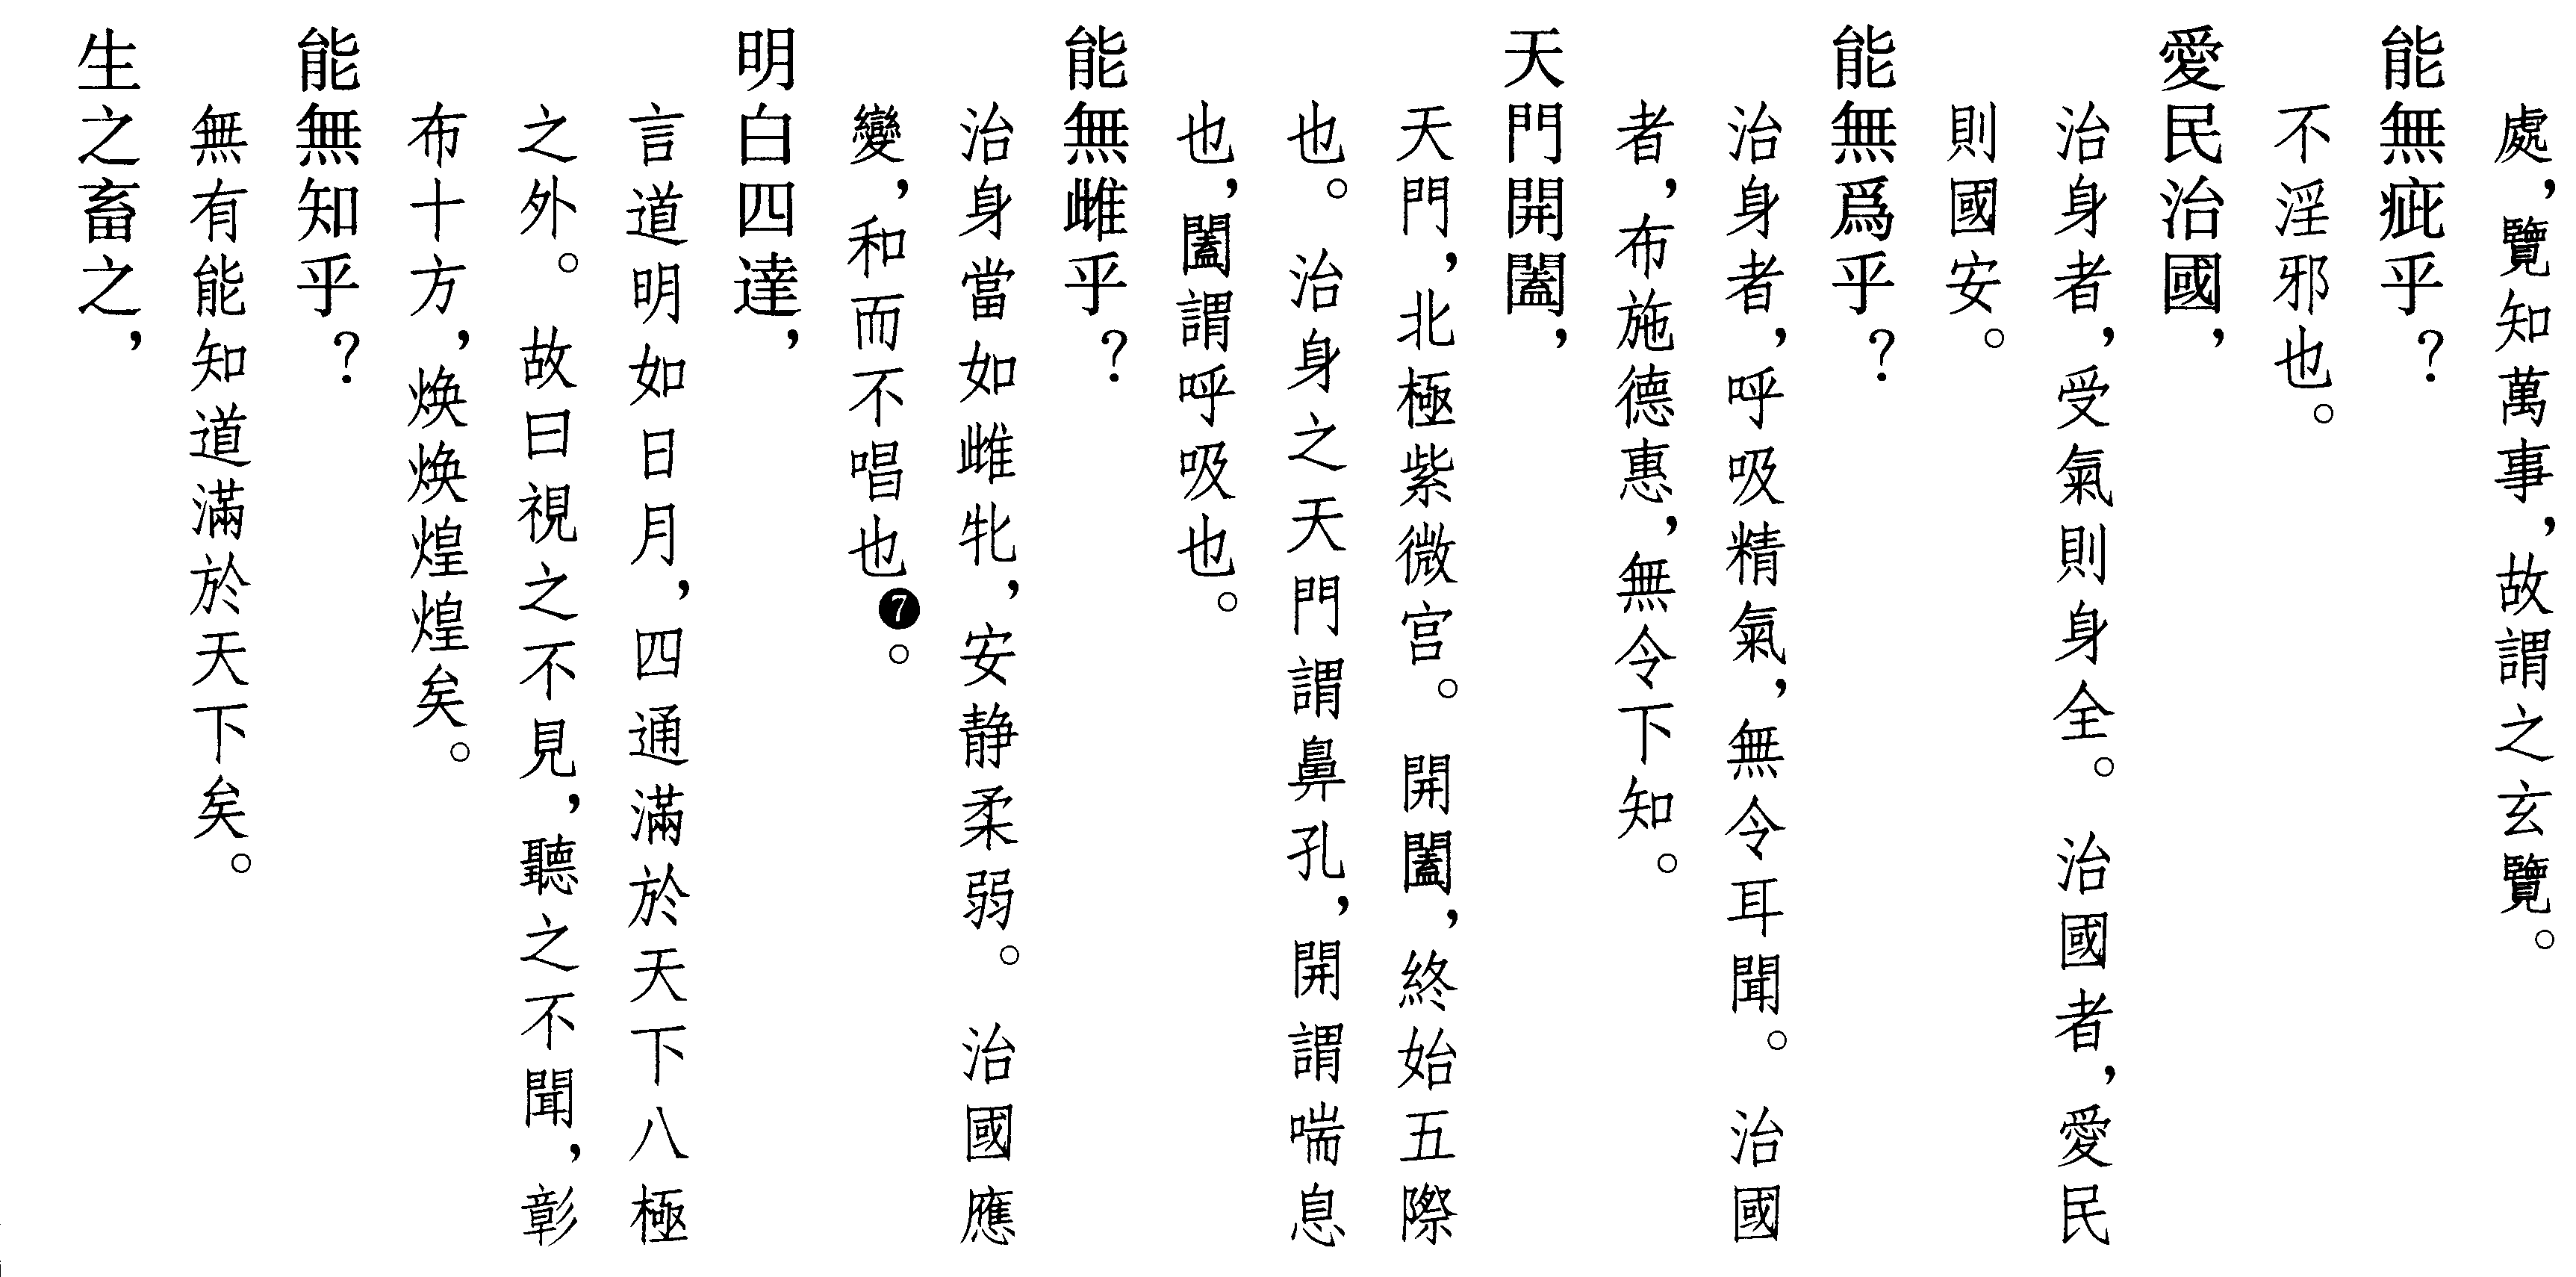 處，覽知萬事，故謂之玄覽。
能無疵乎？
不淫邪也。
愛民治國，
治身者，受氣則身全。治國者，愛民
則國安。
能無爲乎？
治身者，呼吸精氣，無令耳聞。治國
者，布施德惠，無令下知。
天門開闔，
天門，北極紫微宫。開闔，終始五際
也。治身之天門謂鼻孔，開謂喘息
也，闔謂呼吸也。
能無雌乎？
治身當如雌牝，安静柔弱。治國應
變，和而不唱也❼。
明白四達，
言道明如日月，四通滿於天下八極
之外。故曰視之不見，聽之不聞，彰
布十方，焕焕煌煌矣。
能無知乎？
無有能知道滿於天下矣。
生之畜之，